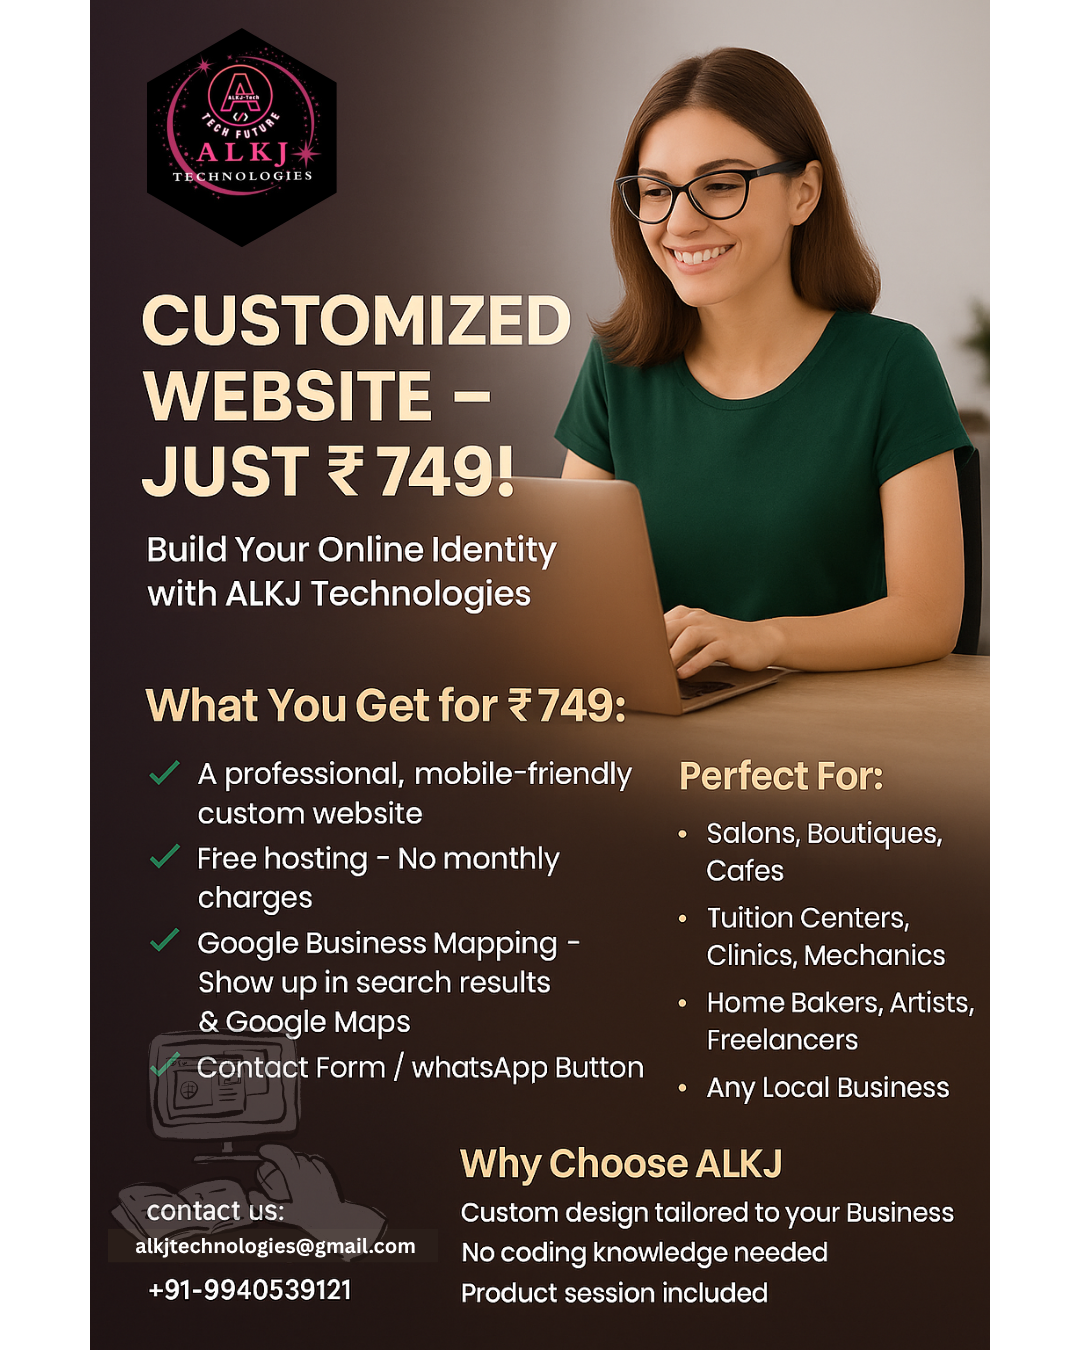 A
ALKJ-Tech
</>
TECH FUTURE
ALKJ
TECHNOLOGIES
CUSTOMIZED
WEBSITE –
JUST ₹ 749!
Build Your Online Identity
with ALKJ Technologies
What You Get for ₹ 749:
A professional, mobile-friendly
custom website
Free hosting - No monthly
charges
Google Business Mapping -
Show up in search results
& Google Maps
Contact Form / whatsApp Button
Perfect For:
• Salons, Boutiques,
Cafes
• Tuition Centers,
Clinics, Mechanics
• Home Bakers, Artists,
Freelancers
• Any Local Business
Why Choose ALKJ
Custom design tailored to your Business
No coding knowledge needed
Product session included
contact us:
alkjtechnologies@gmail.com
+91-9940539121